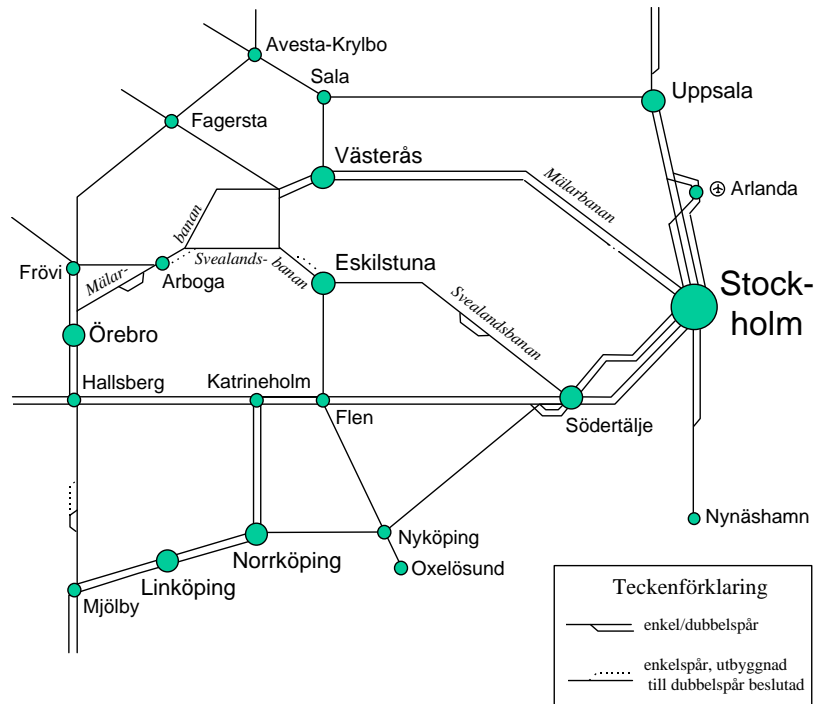 Avesta-Krylbo
Sala
Uppsala
Fagersta
Västerås
Mälarbanan
Arlanda
banan
Svealands-
banan
Frövi
Mälar-
Arboga
Eskilstuna
Stock-
holm
Svealandsbanan
Örebro
Hallsberg
Katrineholm
Flen
Södertälje
Nynäshamn
Nyköping
Norrköping
Oxelösund
Linköping
Mjölby
Teckenförklaring
enkel/dubbelspår
enkelspår, utbyggnad
till dubbelspår beslutad